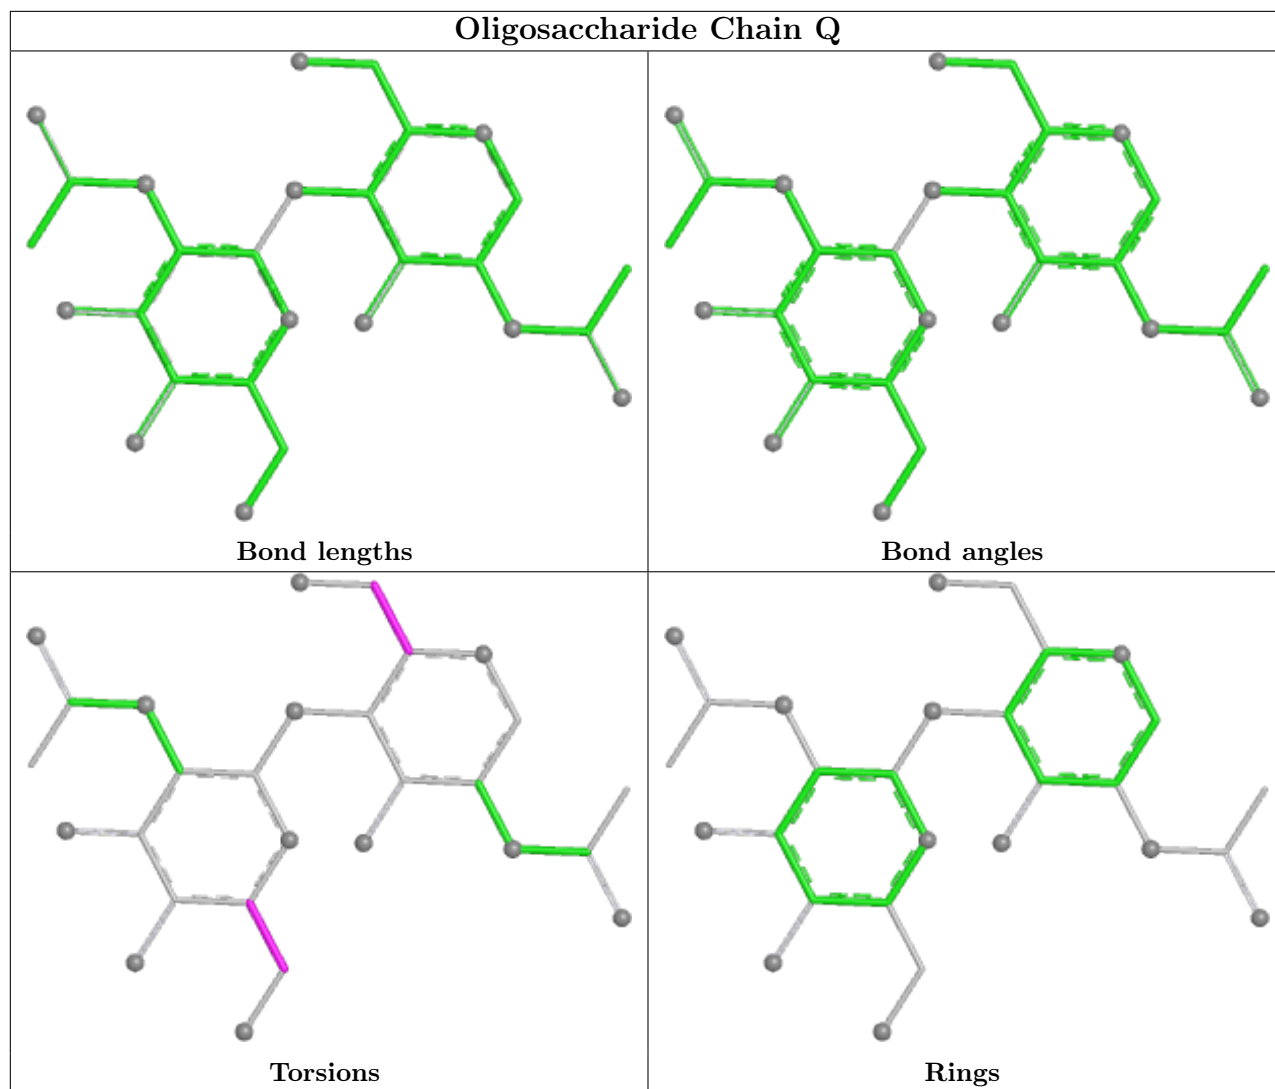 Oligosaccharide Chain Q
Bond lengths
Bond angles
Torsions
Rings